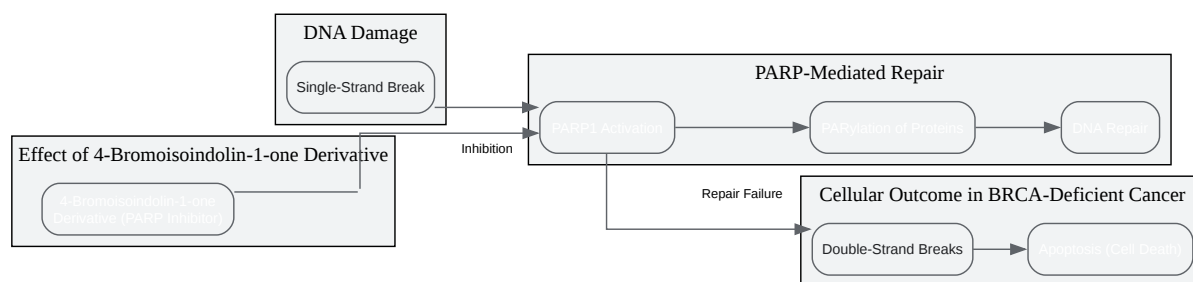 DNA Damage
Single-Strand Break
PARP-Mediated Repair
PARP1 Activation
PARylation of Proteins
DNA Repair
Inhibition
Effect of 4-Bromoisoindolin-1-one Derivative
4-Bromoisoindolin-1-one
Derivative (PARP Inhibitor)
Repair Failure
Cellular Outcome in BRCA-Deficient Cancer
Double-Strand Breaks
Apoptosis (Cell Death)